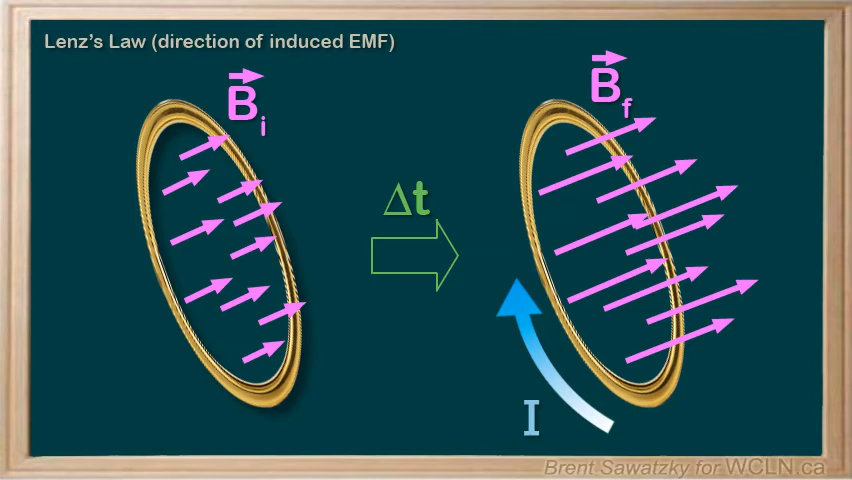 Lenz's Law (direction of induced EMF)
B i
B f
Δt
I
Brent Sawatzky for WCLN.ca